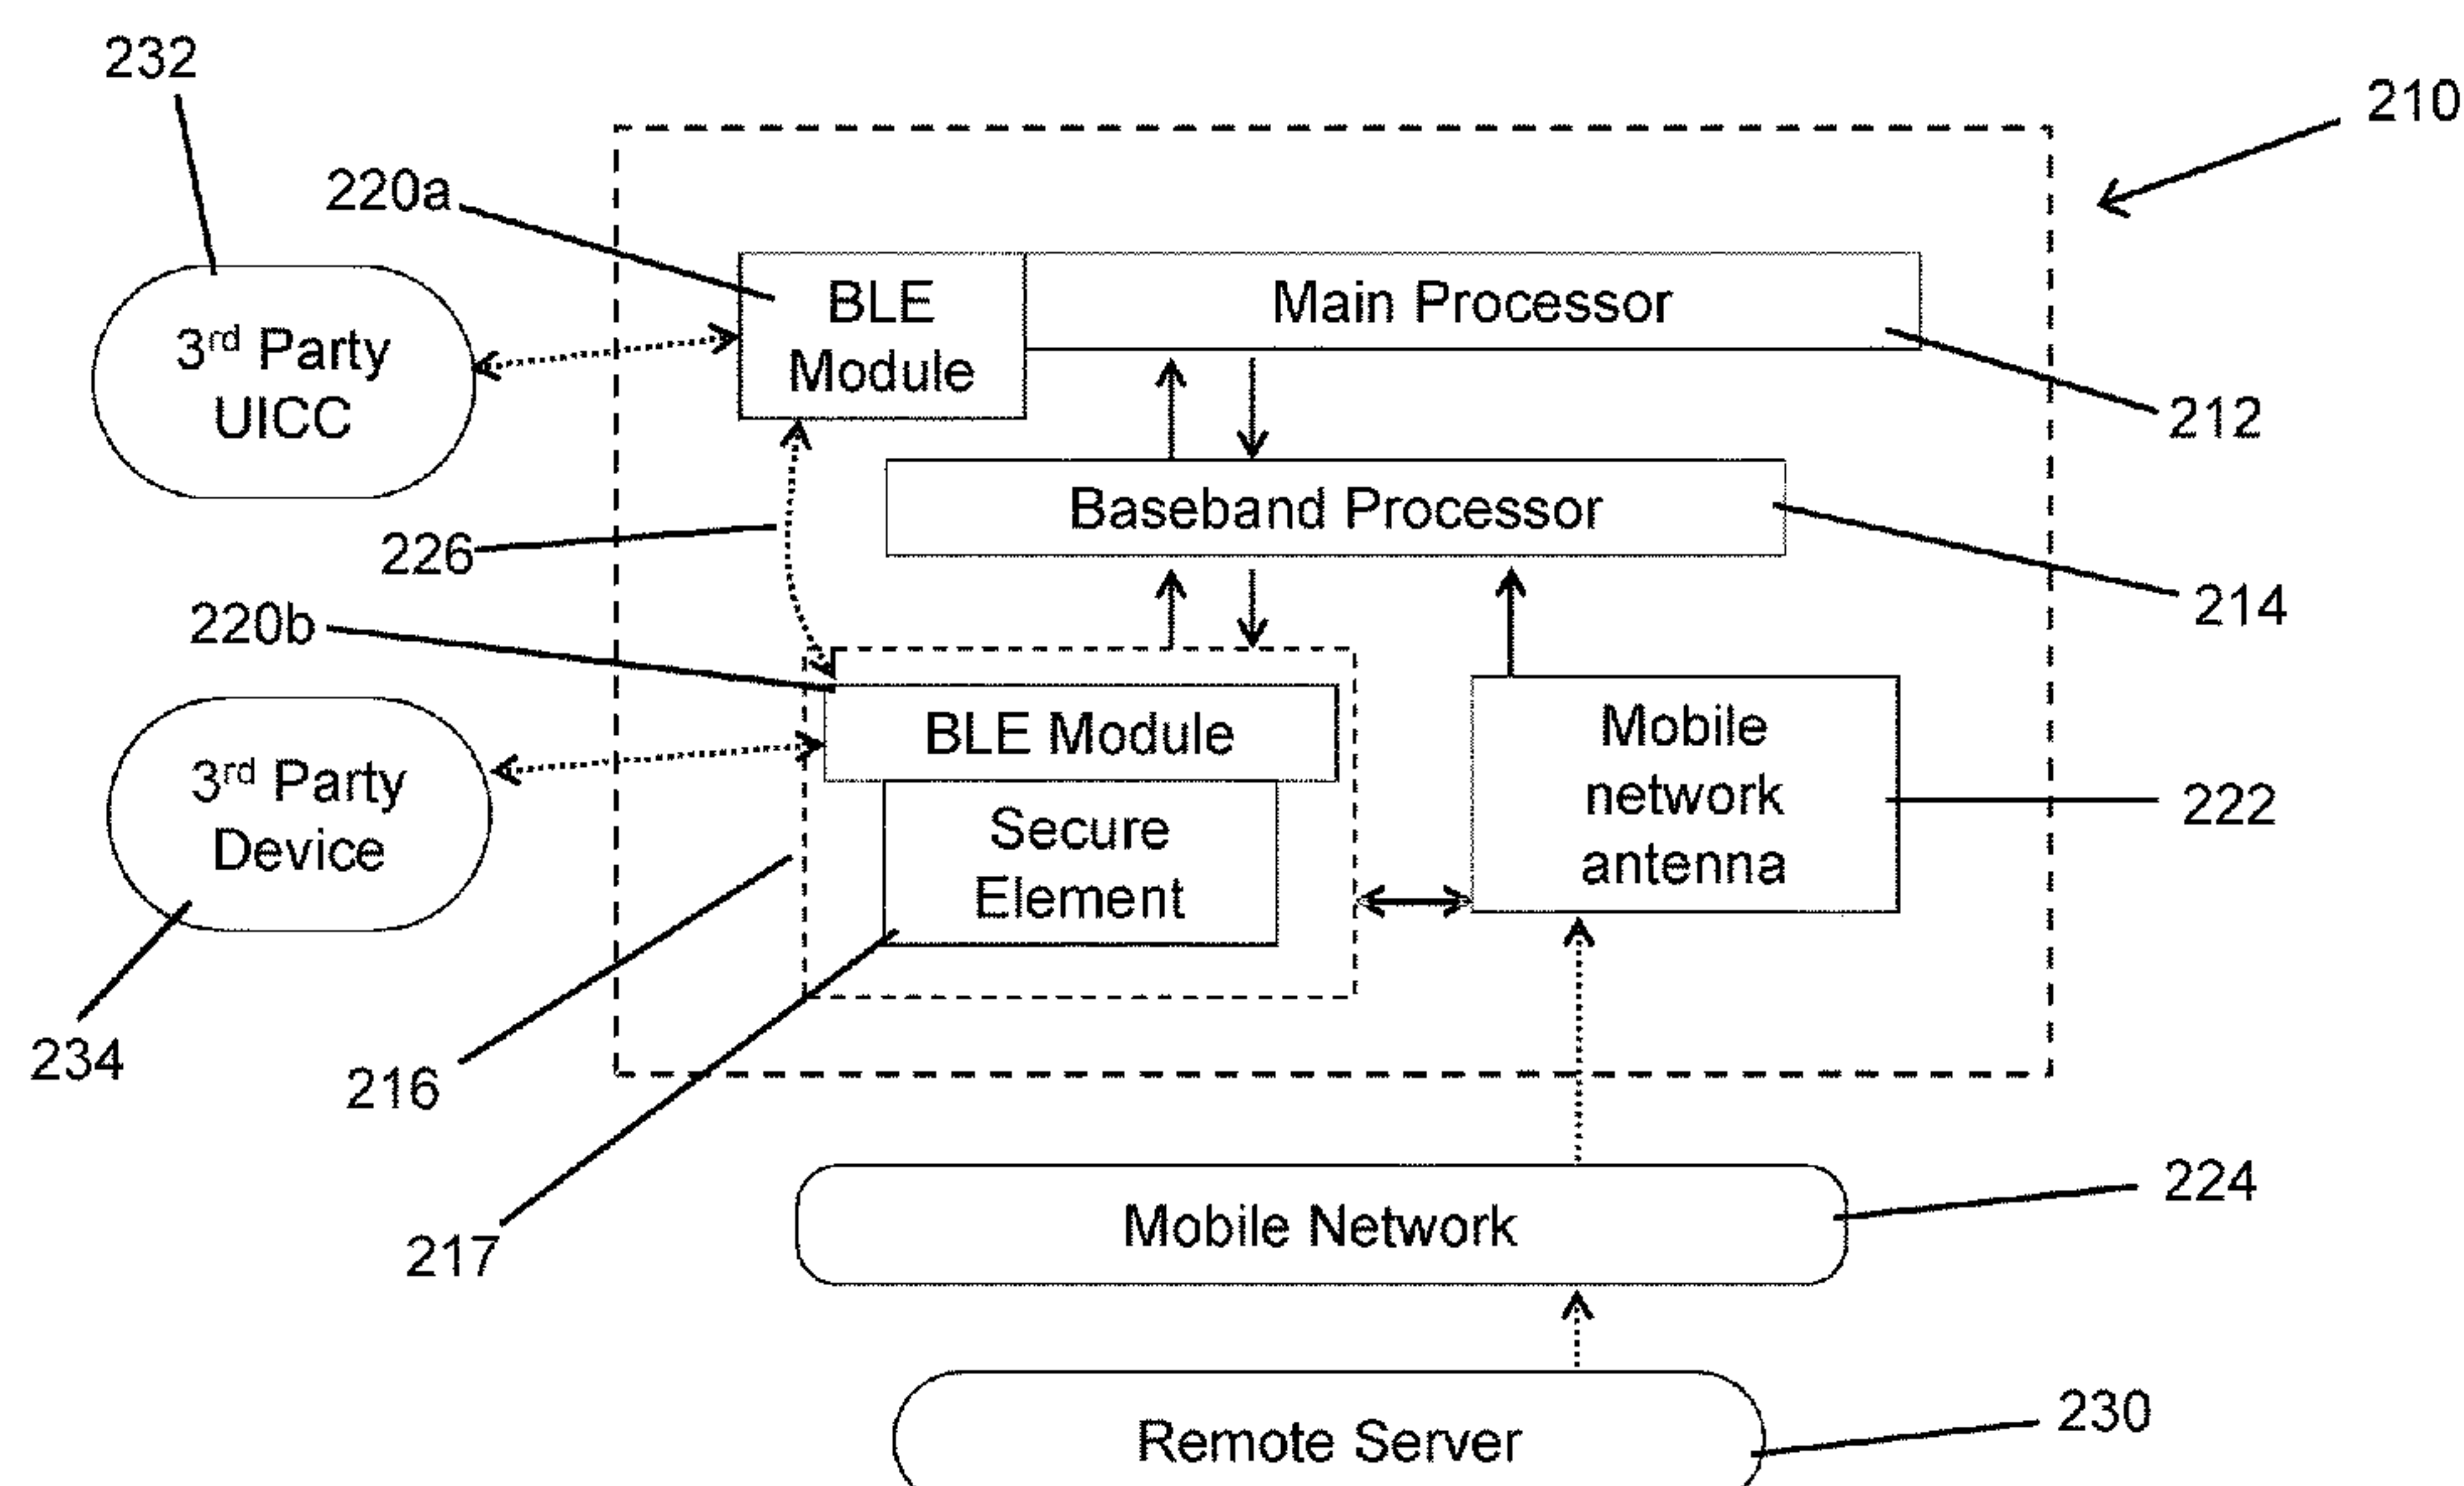 232
210
220a
BLE
Module
Main Processor
3rd Party
UICC
212
Baseband Processor
226
214
220b
BLE Module
Mobile
network
antenna
3rd Party
Device
222
Secure
Element
234
216
224
Mobile Network
217
230
Remote Server